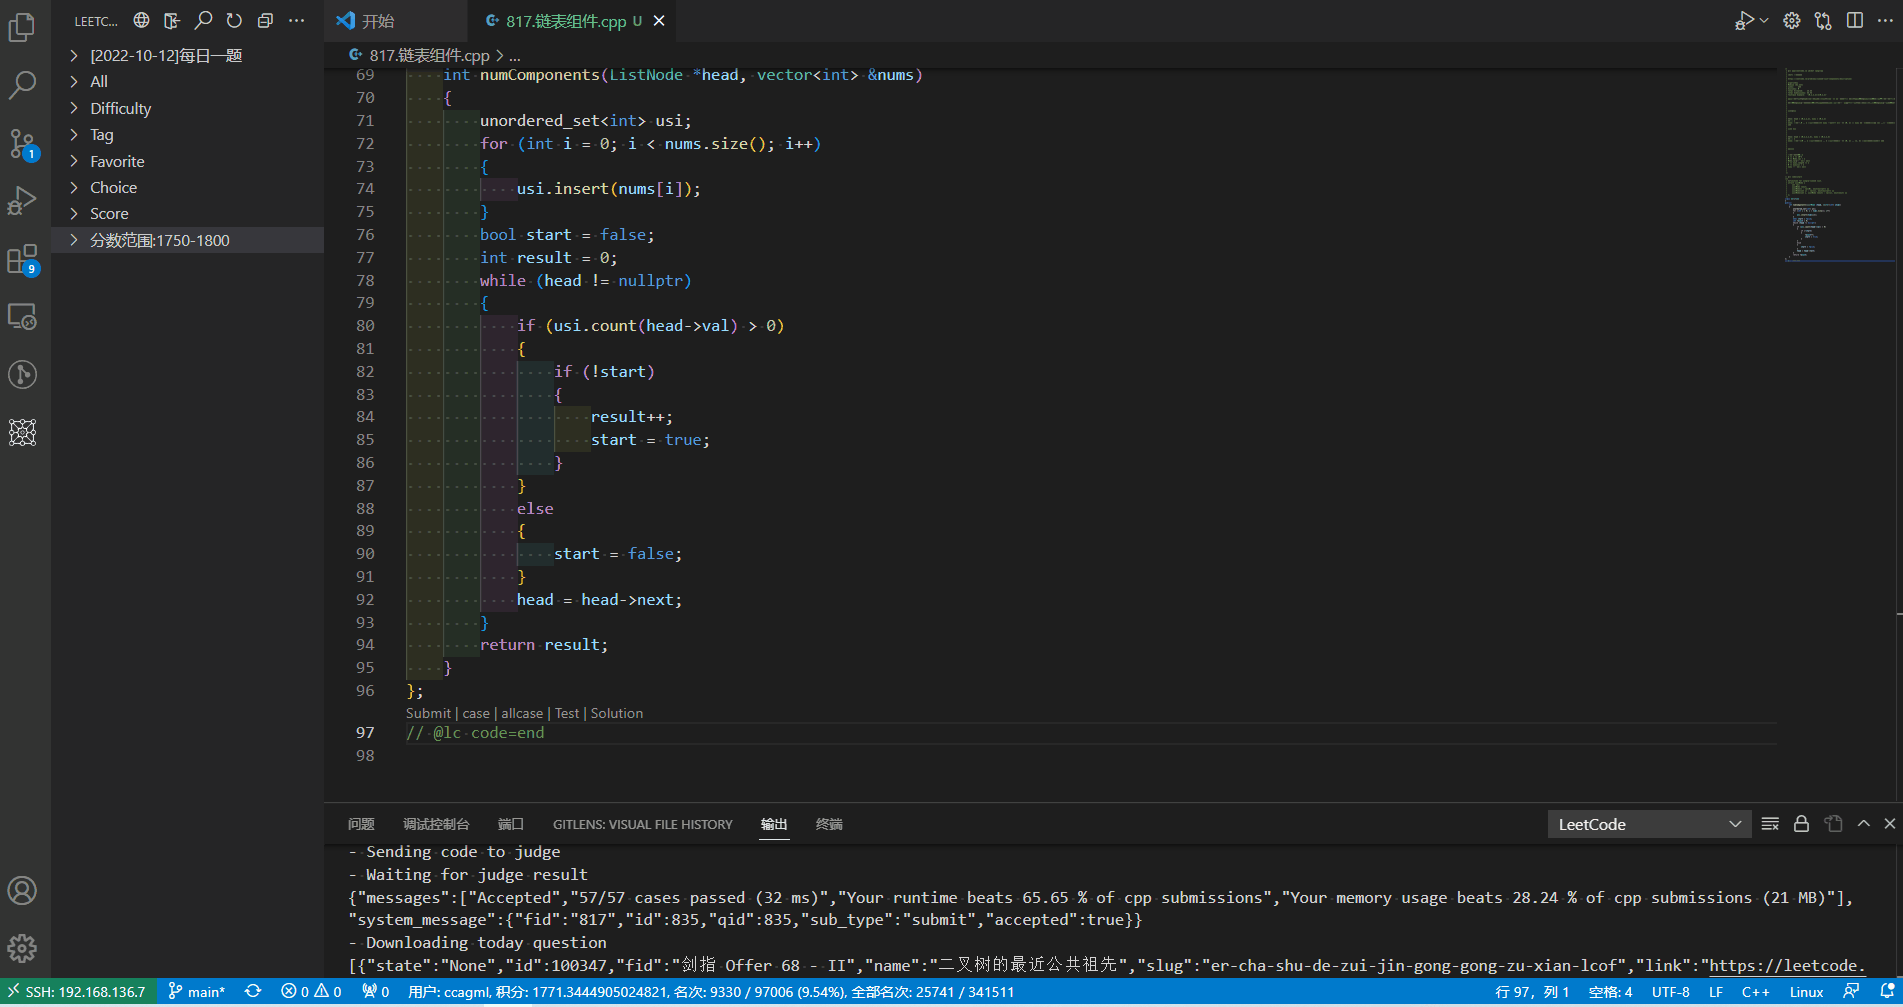 LEETC...
[2022-10-12]每日一题
All
Difficulty
Tag
Favorite
Choice
Score
分数范围:1750-1800
1
9
开始
817.链表组件.cpp U
817.链表组件.cpp > ...
69 int numComponents(ListNode *head, vector<int> &nums)
70 {
71 unordered_set<int> usi;
72 for (int i = 0; i < nums.size(); i++)
73 {
74 usi.insert(nums[i]);
75 }
76 bool start = false;
77 int result = 0;
78 while (head != nullptr)
79 {
80 if (usi.count(head->val) > 0)
81 {
82 if (!start)
83 {
84 result++;
85 start = true;
86 }
87 }
88 else
89 {
90 start = false;
91 }
92 head = head->next;
93 }
94 return result;
95 }
96 };
Submit | case | allcase | Test | Solution
97 // @lc code=end
98
问题 调试控制台 端口 GITLENS: VISUAL FILE HISTORY 输出 终端 LeetCode
- Sending code to judge
- Waiting for judge result
{"messages":["Accepted","57/57 cases passed (32 ms)","Your runtime beats 65.65 % of cpp submissions","Your memory usage beats 28.24 % of cpp submissions (21 MB)"],
"system_message":{"fid":"817","id":835,"qid":835,"sub_type":"submit","accepted":true}}
- Downloading today question
[{"state":"None","id":100347,"fid":"剑指 Offer 68 - II","name":"二叉树的最近公共祖先","slug":"er-cha-shu-de-zui-jin-gong-gong-zu-xian-lcof","link":"https://leetcode.
SSH: 192.168.136.7 main* 0 0 0 用户: ccagml, 积分: 1771.3444905024821, 名次: 9330 / 97006 (9.54%), 全部名次: 25741 / 341511 行 97，列 1 空格: 4 UTF-8 LF C++ Linux